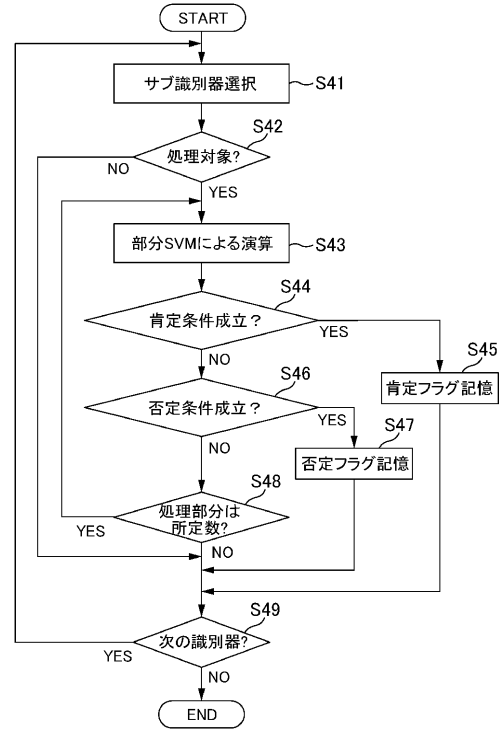 START
サブ識別器選択
S41
S42
処理対象?
NO
YES
部分SVMによる演算
S43
S44
肯定条件成立?
YES
NO
S45
肯定フラグ記憶
S46
否定条件成立?
YES
NO
S47
否定フラグ記憶
S48
処理部分は
所定数?
YES
NO
S49
次の識別器?
YES
NO
END